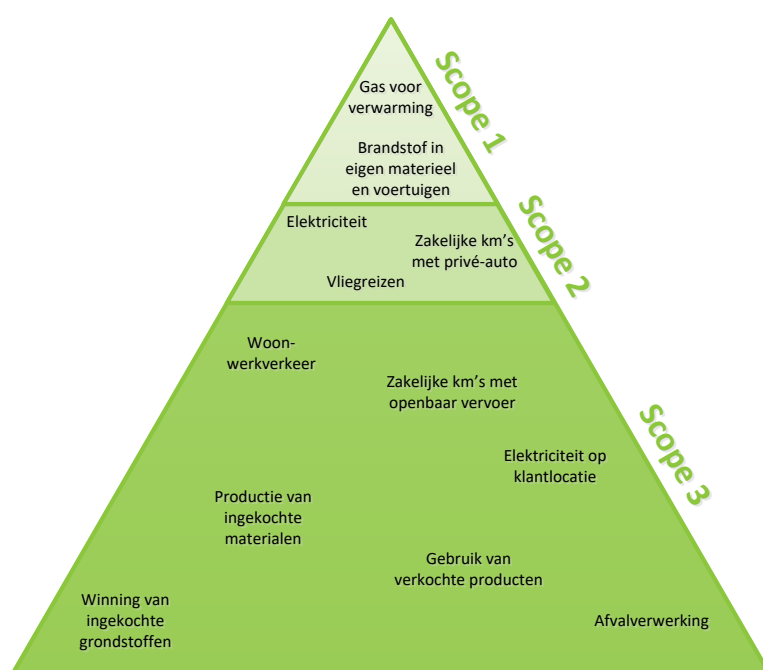 Gas voor
verwarming
Brandstof in
eigen materieel
en voertuigen
Scope 1
Elektriciteit
Zakelijke km's
met privé-auto
Vliegreizen
Scope 2
Woon-
werkverkeer
Zakelijke km's met
openbaar vervoer
Elektriciteit op
klantlocatie
Scope 3
Productie van
ingekochte
materialen
Gebruik van
verkochte producten
Winning van
ingekochte
grondstoffen
Afvalverwerking